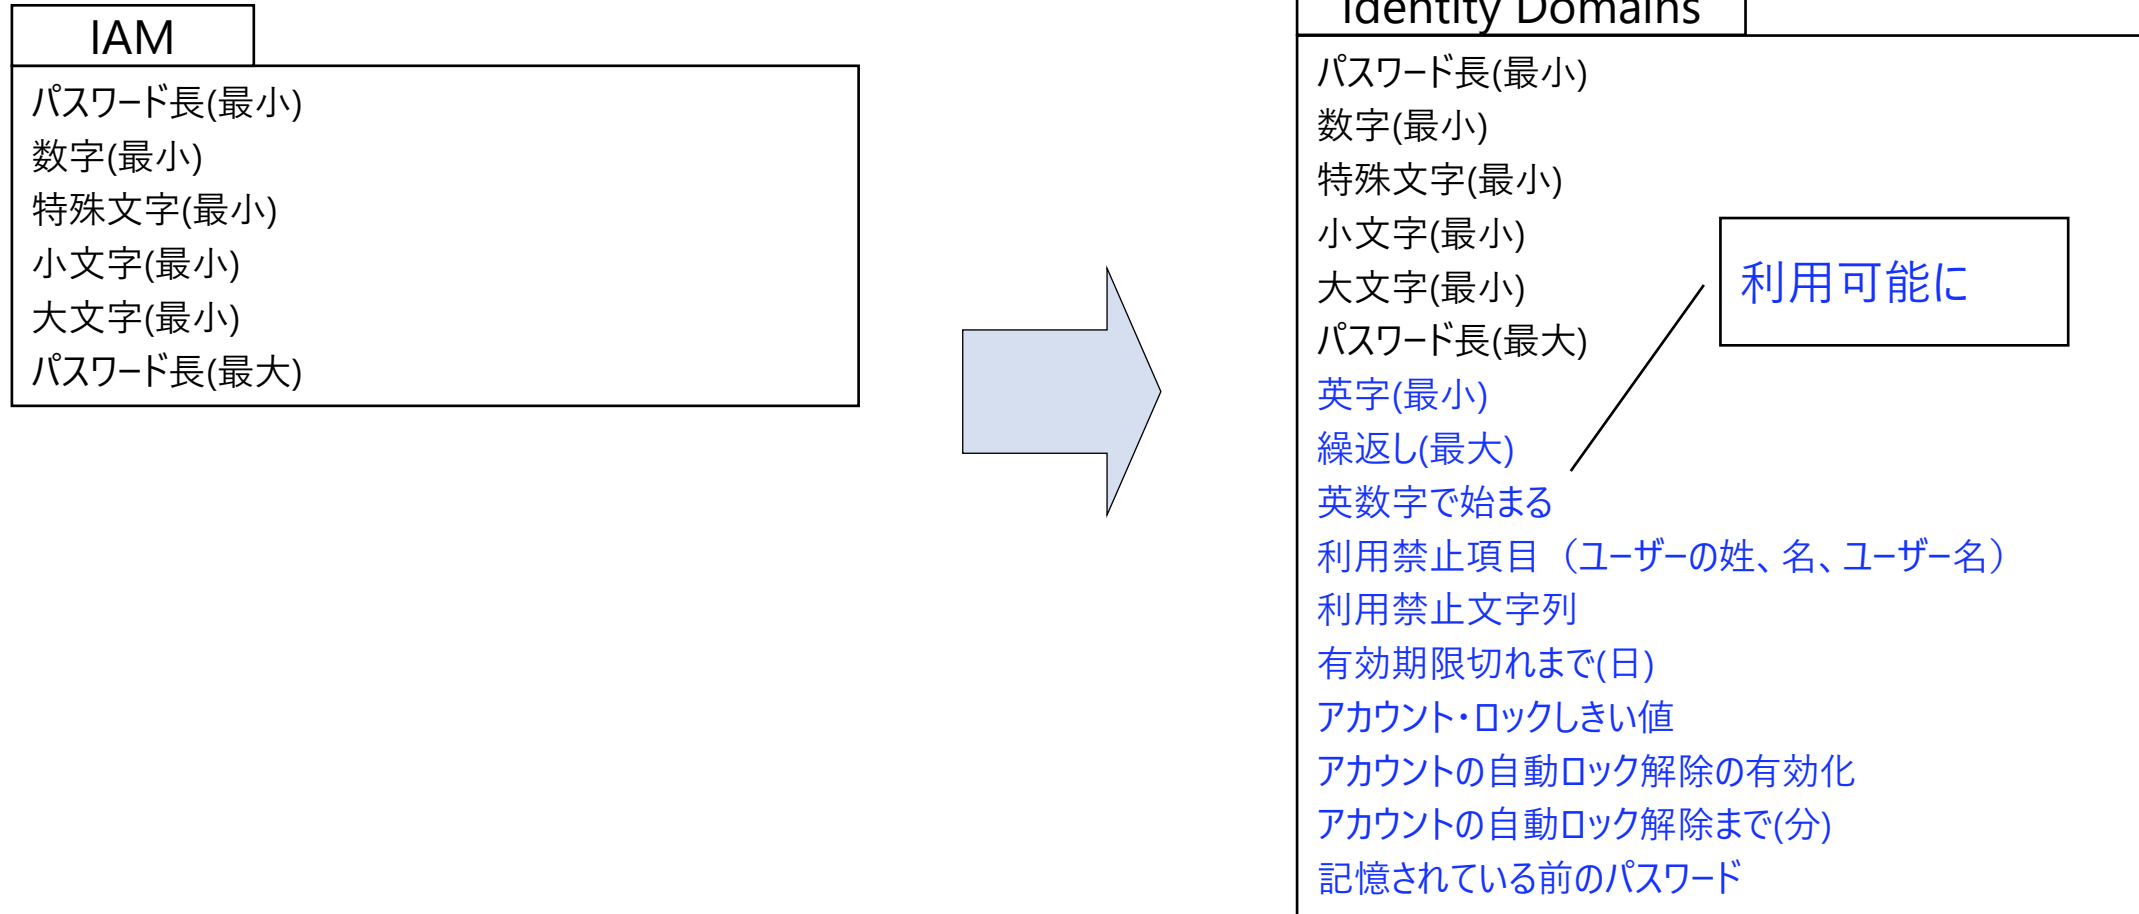 IAM
パスワード長(最小)
数字(最小)
特殊文字(最小)
小文字(最小)
大文字(最小)
パスワード長(最大)
Identity Domains
パスワード長(最小)
数字(最小)
特殊文字(最小)
小文字(最小)
大文字(最小)
パスワード長(最大)
英字(最小)
繰返し(最大)
英数字で始まる
利用禁止項目（ユーザーの姓、名、ユーザー名）
利用禁止文字列
有効期限切れまで(日)
アカウント・ロックしきい値
アカウントの自動ロック解除の有効化
アカウントの自動ロック解除まで(分)
記憶されている前のパスワード
利用可能に